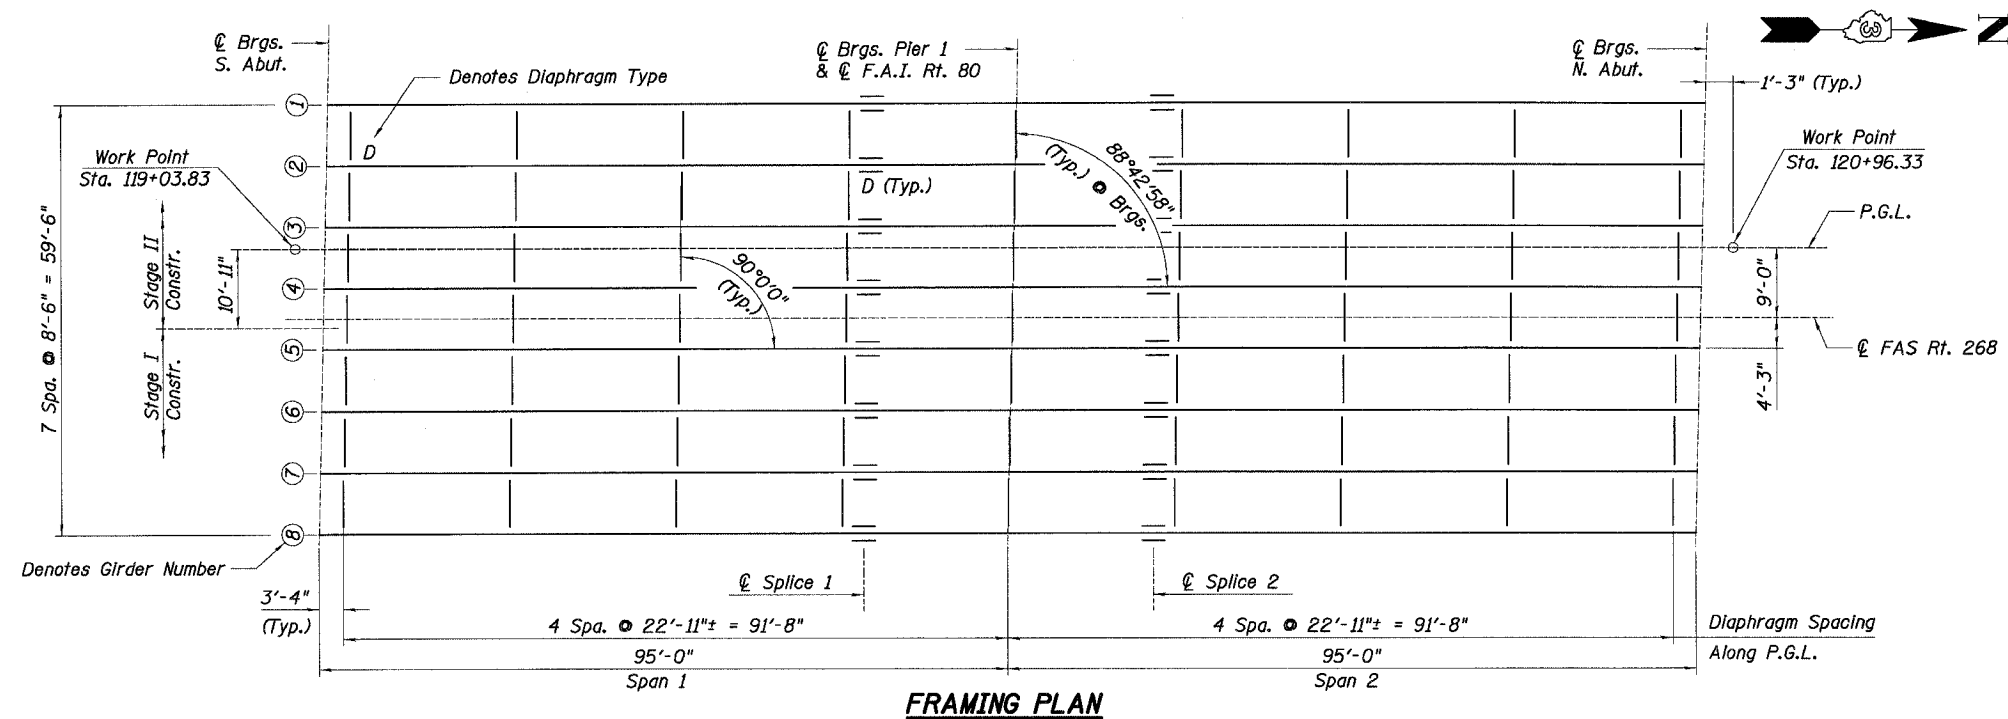 ℄ Brgs.
S. Abut.
Denotes Diaphragm Type
℄ Brgs. Pier 1
& ℄ F.A.I. Rt. 80
℄ Brgs.
N. Abut.
1'-3" (Typ.)
3
N
1
2
3
4
5
6
7
8
D
D (Typ.)
Work Point
Sta. 119+03.83
Work Point
Sta. 120+96.33
88°42'58"
(Typ.) @ Brgs.
P.G.L.
7 Spa. @ 8'-6" = 59'-6"
Stage II
Constr.
Stage I
Constr.
10'-11"
90°0'0"
(Typ.)
9'-0"
4'-3"
℄ FAS Rt. 268
Denotes Girder Number
3'-4"
(Typ.)
℄ Splice 1
℄ Splice 2
4 Spa. @ 22'-11"± = 91'-8"
4 Spa. @ 22'-11"± = 91'-8"
Diaphragm Spacing
Along P.G.L.
95'-0"
Span 1
95'-0"
Span 2
FRAMING PLAN